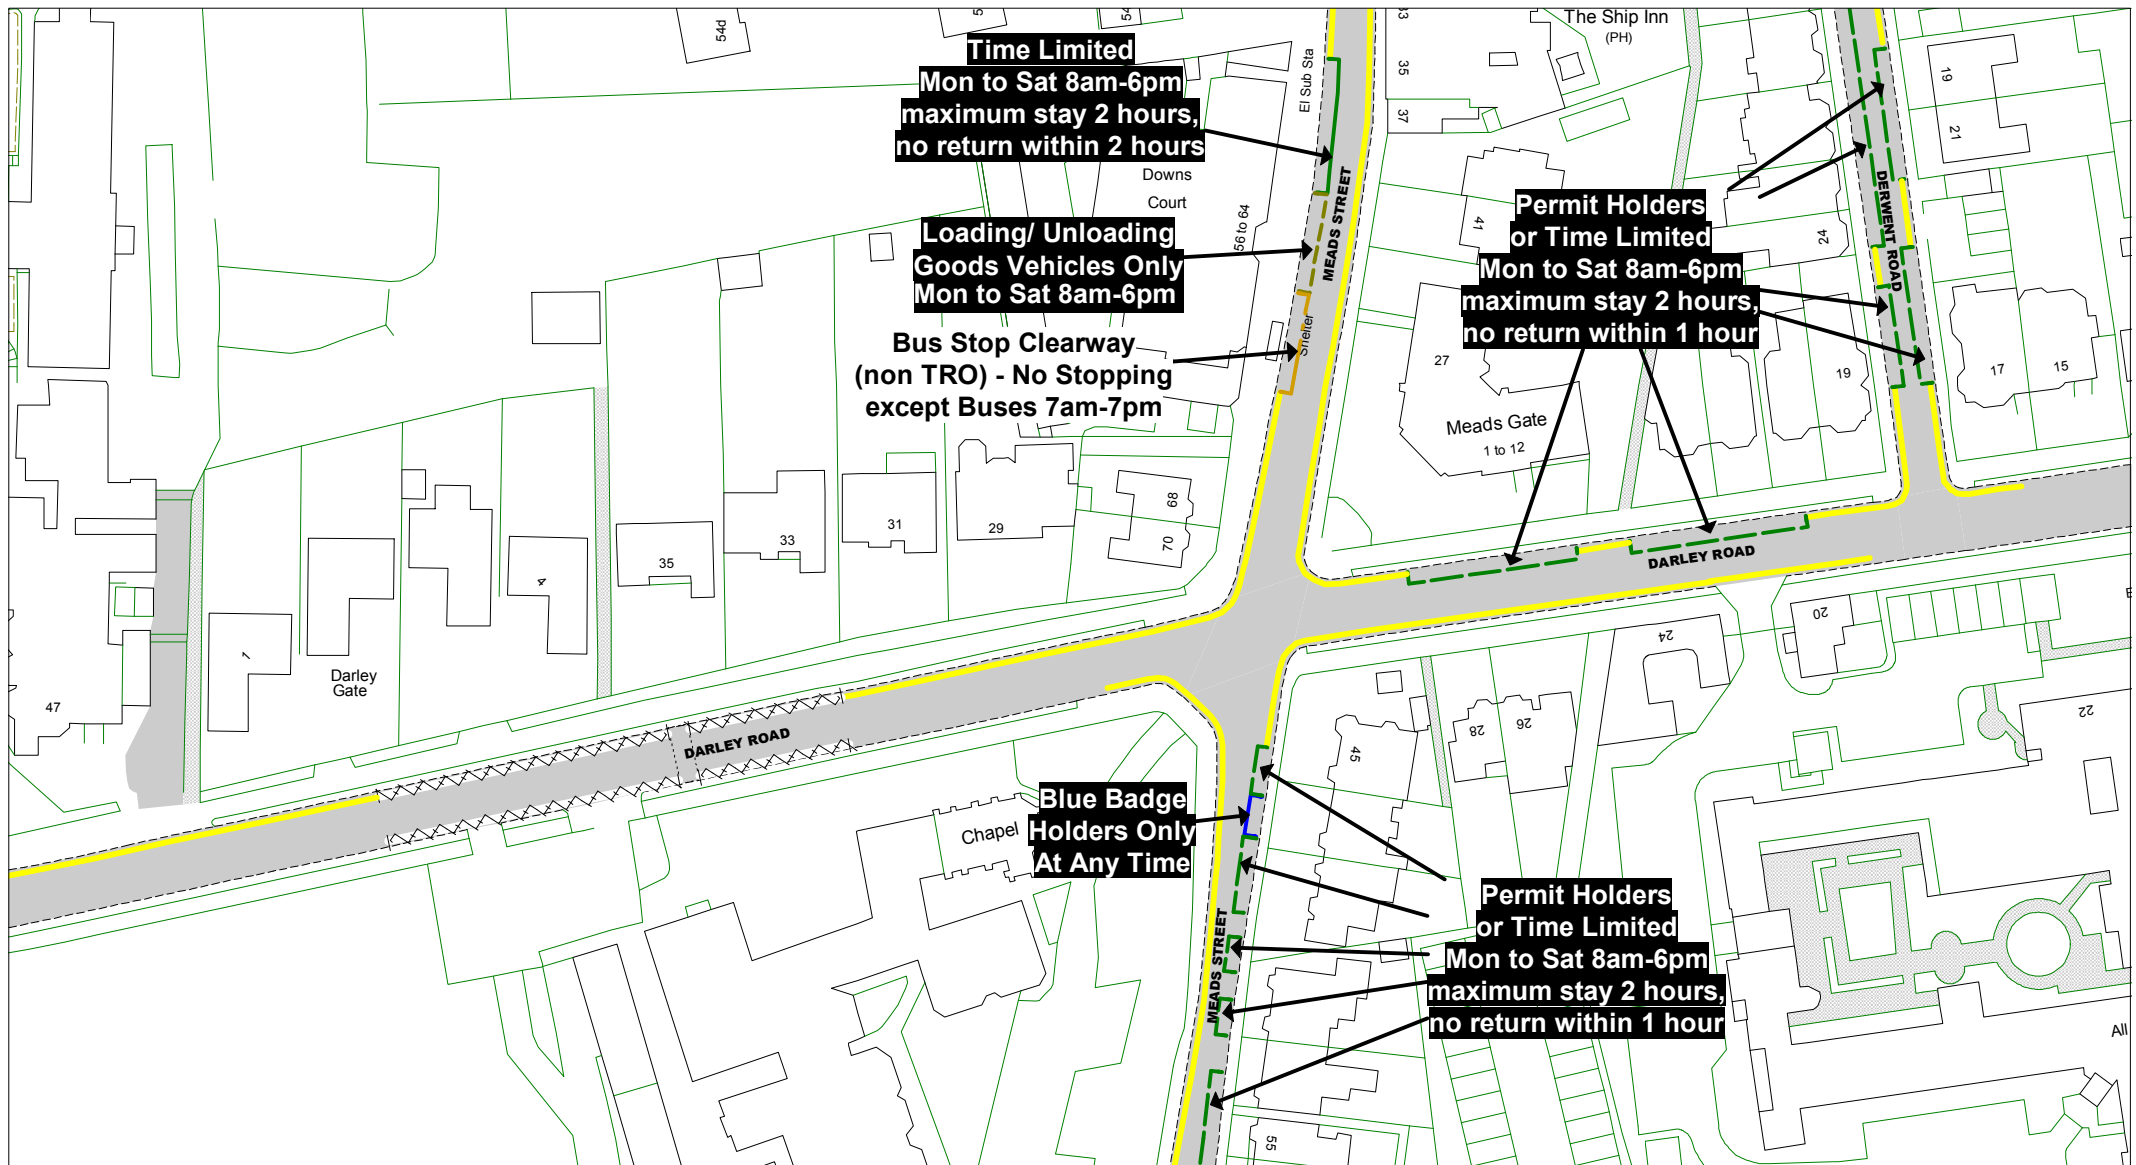 54d
5
54
33
The Ship Inn
(PH)
Time Limited
Mon to Sat 8am-6pm
maximum stay 2 hours,
no return within 2 hours
El Sub Sta
35
37
19
21
Downs
Court
56 to 64
MEADS STREET
Loading/ Unloading
Goods Vehicles Only
Mon to Sat 8am-6pm
41
Permit Holders
or Time Limited
Mon to Sat 8am-6pm
maximum stay 2 hours,
no return within 1 hour
24
DERWENT ROAD
Bus Stop Clearway
(non TRO) - No Stopping
except Buses 7am-7pm
Shelter
27
Meads Gate
1 to 12
19
17
15
68
70
29
31
33
35
4
1
Darley
Gate
47
DARLEY ROAD
DARLEY ROAD
20
24
26
28
22
45
Chapel
Blue Badge
Holders Only
At Any Time
MEADS STREET
Permit Holders
or Time Limited
Mon to Sat 8am-6pm
maximum stay 2 hours,
no return within 1 hour
All
55